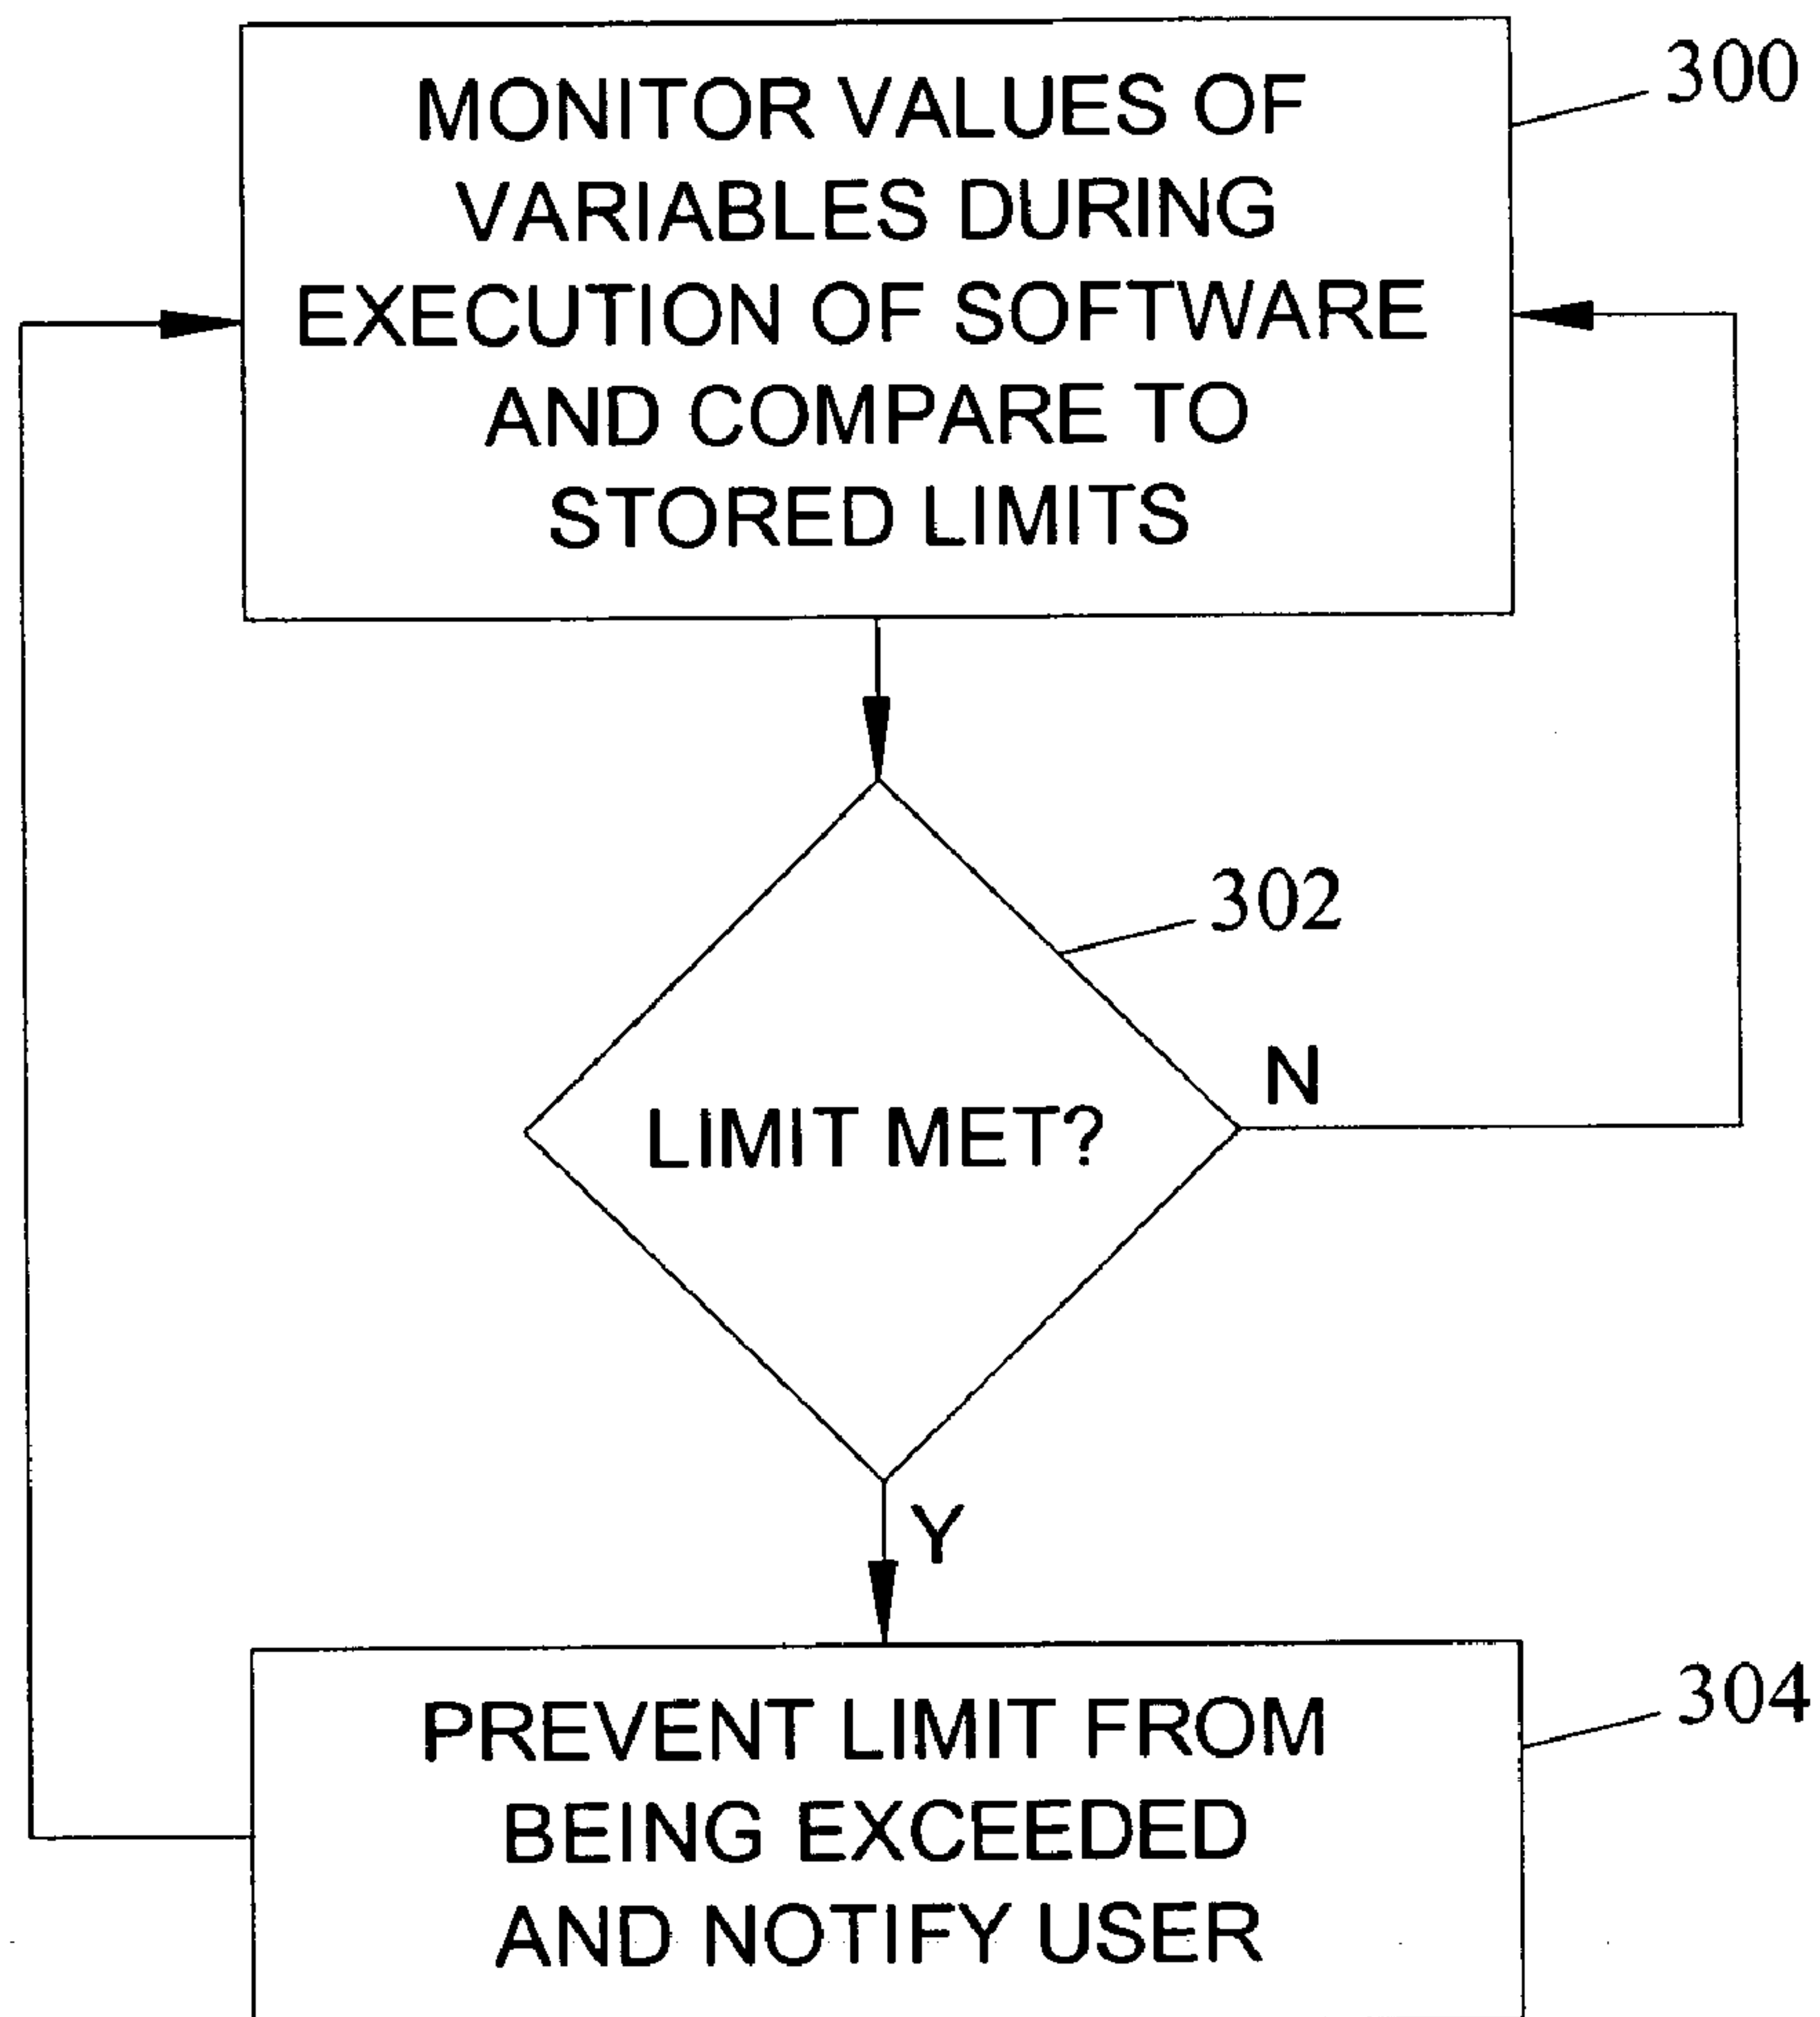 MONITOR VALUES OF
VARIABLES DURING
EXECUTION OF SOFTWARE
AND COMPARE TO
STORED LIMITS
300
302
LIMIT MET?
N
Y
PREVENT LIMIT FROM
BEING EXCEEDED
AND NOTIFY USER
304